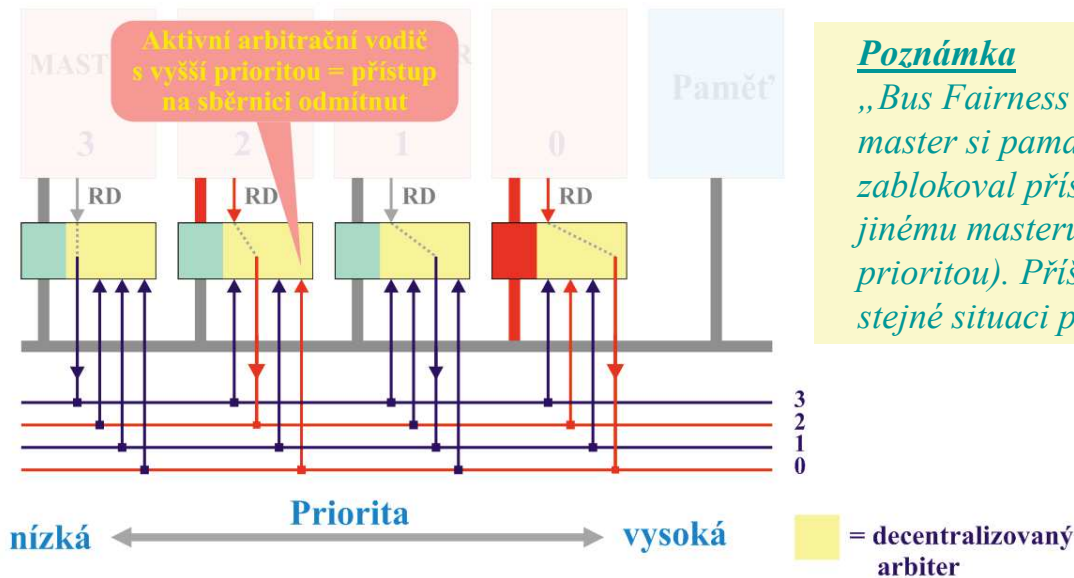 Aktivní arbitrační vodič
s vyšší prioritou = přístup
na sběrnici odmítnut
MAST
R
Paměť
3
2
1
0
RD
RD
RD
RD
3
2
1
0
Priorita
nízká
vysoká
= decentralizovaný
arbiter
Poznámka
„Bus Fairness
master si pama
zablokoval přís
jinému masteru
prioritou). Příš
stejné situaci p